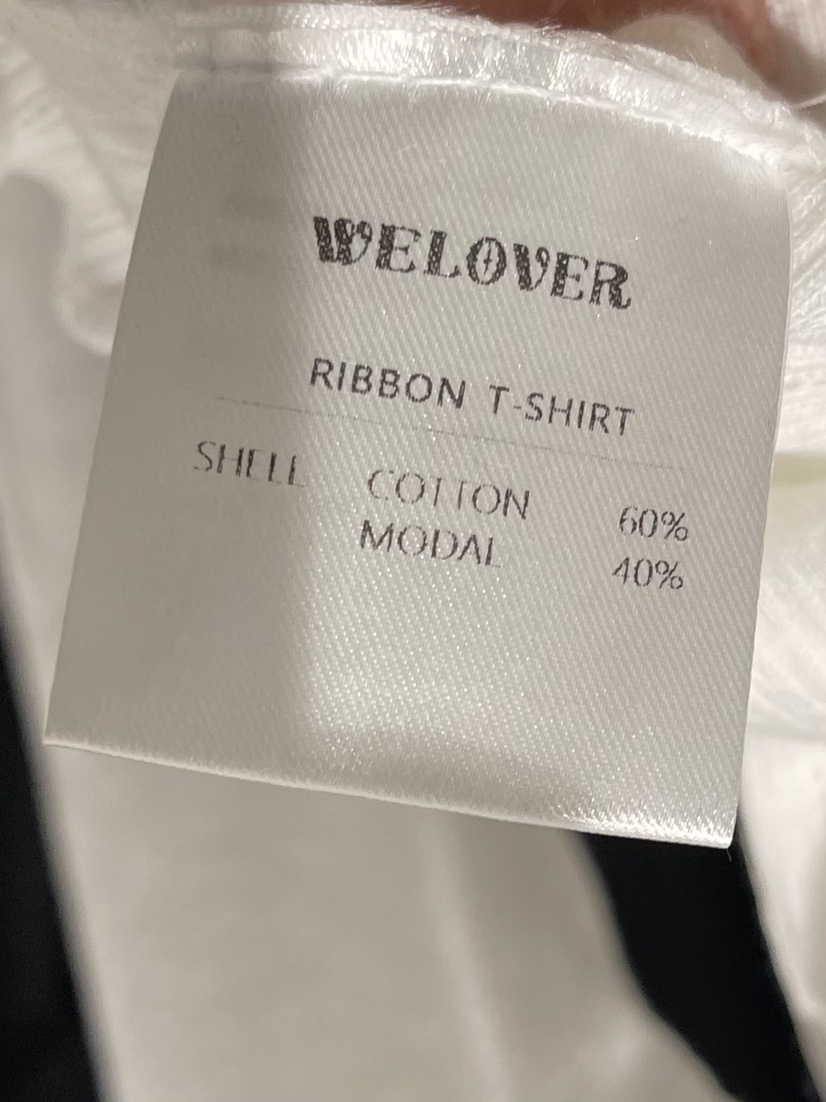 WELOVER
RIBBON T-SHIRT
SHELL COTTON 60%
MODAL 40%